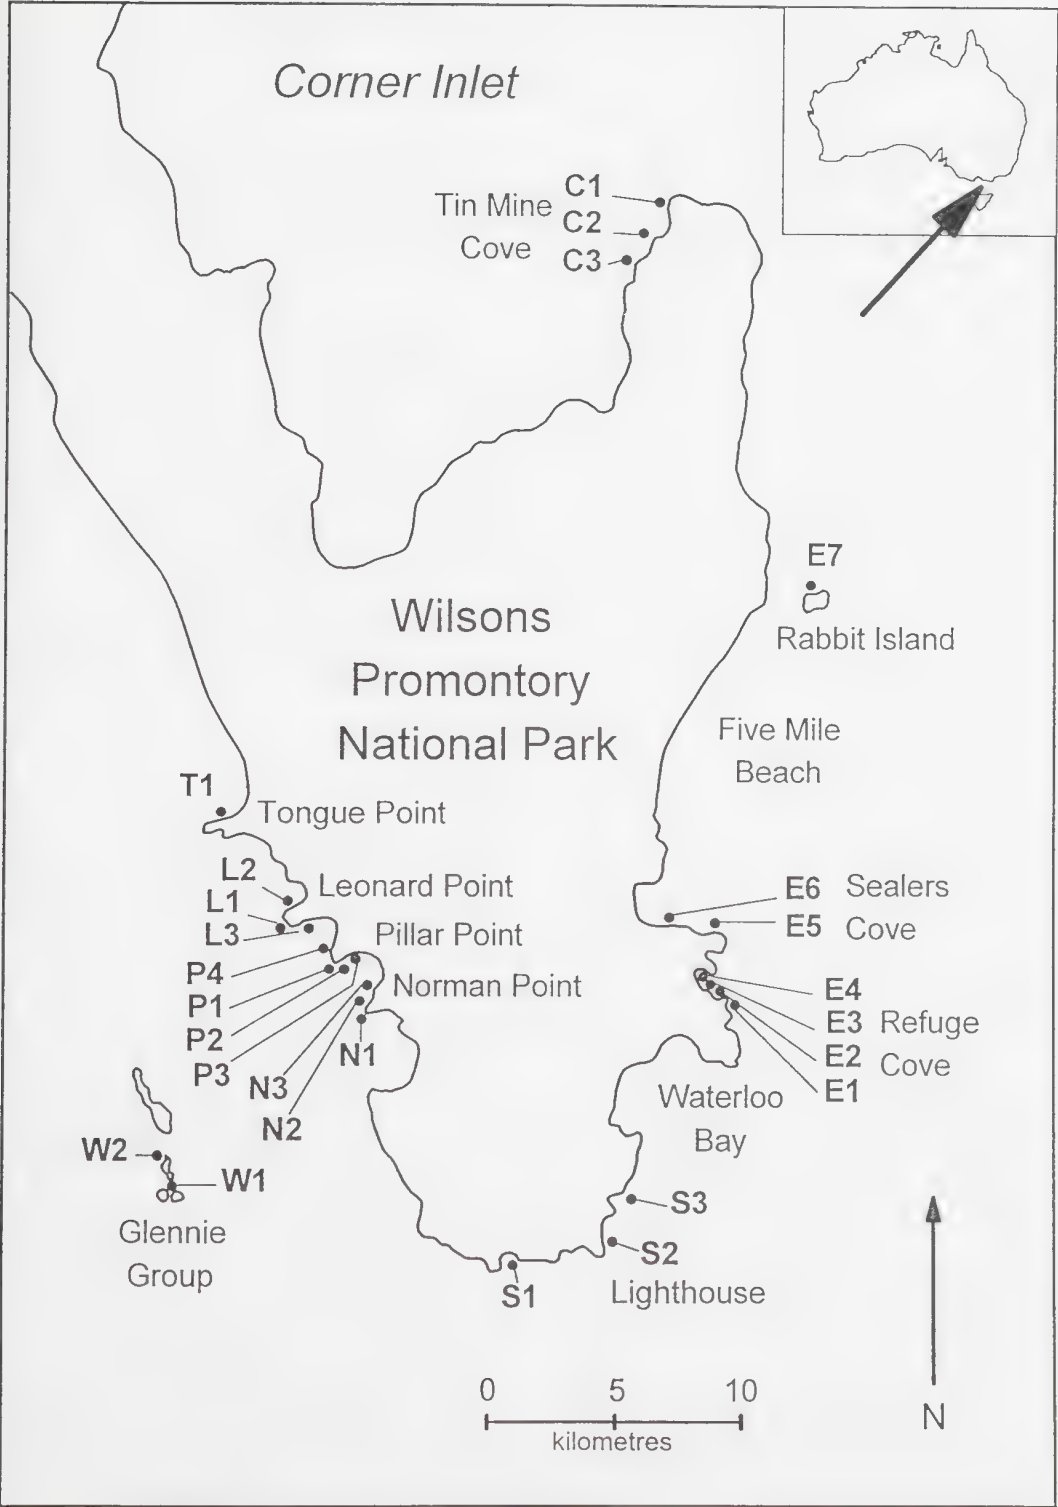 Corner Inlet
C1
Tin Mine
C2
Cove
C3
E7
Rabbit Island
Wilsons
Promontory
National Park
Five Mile
Beach
T1
Tongue Point
L2
Leonard Point
L1
L3
Pillar Point
P4
P1
Norman Point
P2
P3
N1
N3
N2
E6 Sealers
E5 Cove
E4
E3 Refuge
E2 Cove
E1
Waterloo
Bay
W2
W1
Glennie
Group
S3
S2
S1
Lighthouse
0 5 10
kilometres
N